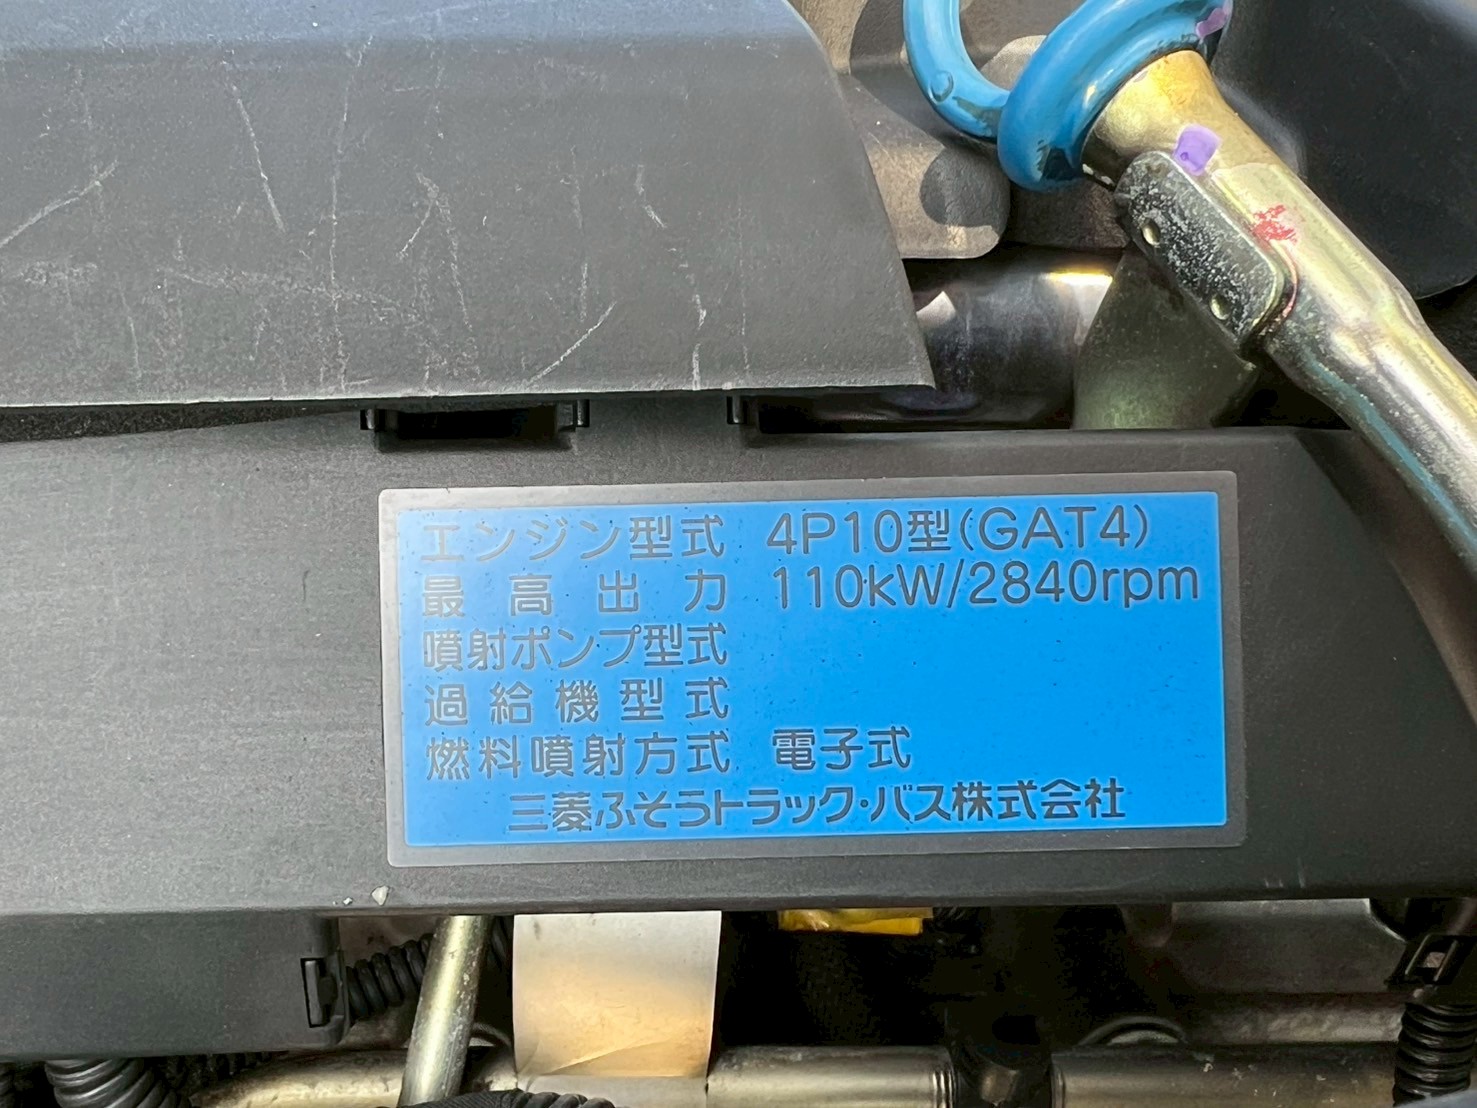 エンジン型式 4P10型(GAT4)
最高出力 110kW/2840rpm
噴射ポンプ型式
過給機型式
燃料噴射方式 電子式
三菱ふそうトラック・バス株式会社